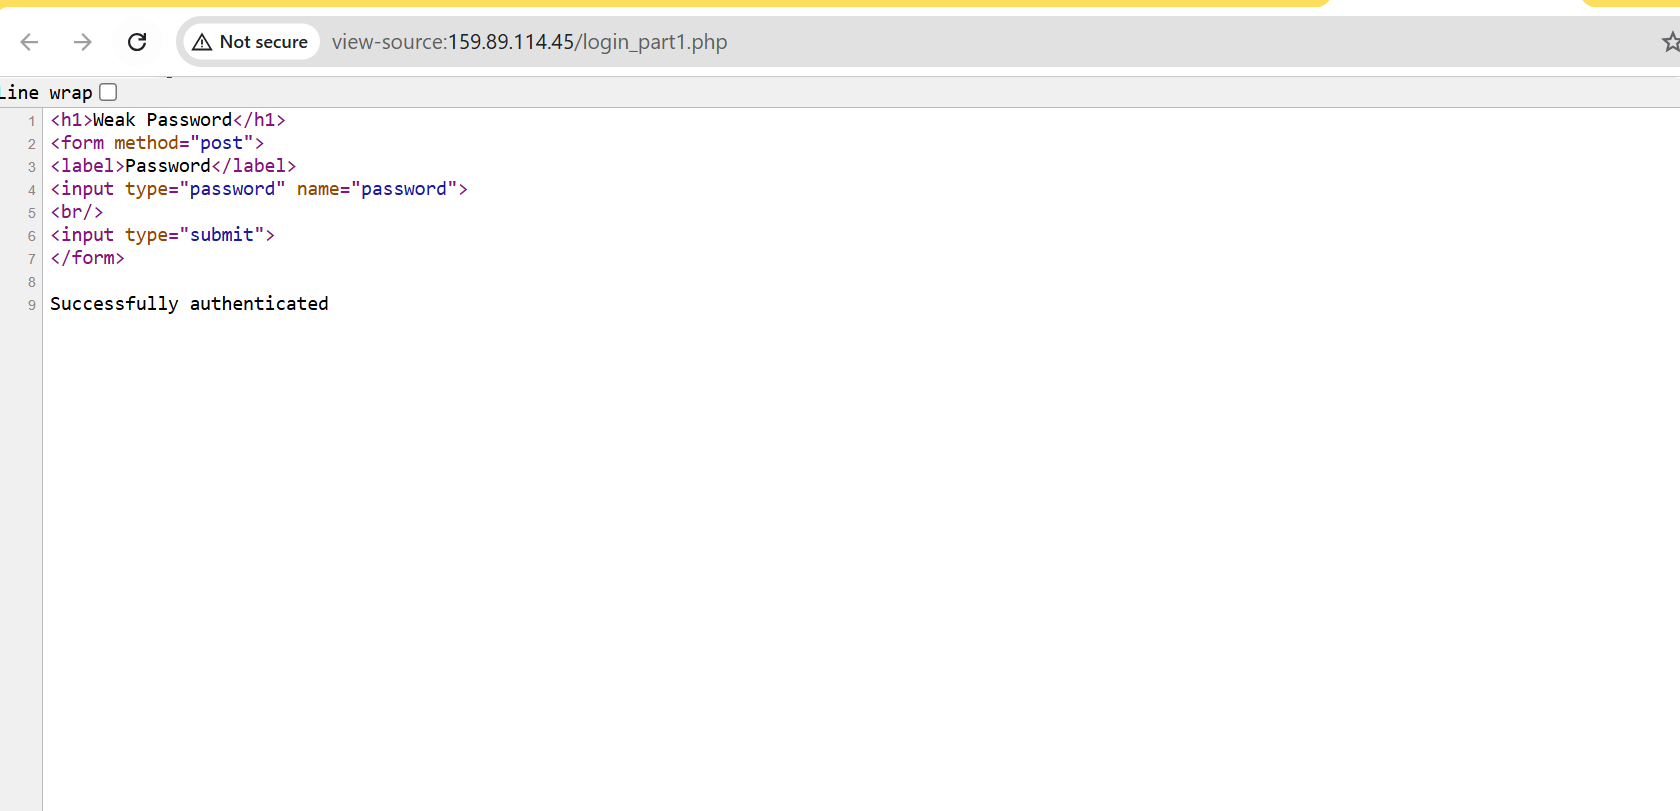 Not secure view-source:159.89.114.45/login_part1.php
Line wrap
1 <h1>Weak Password</h1>
2 <form method="post">
3 <label>Password</label>
4 <input type="password" name="password">
5 <br/>
6 <input type="submit">
7 </form>
8
9 Successfully authenticated